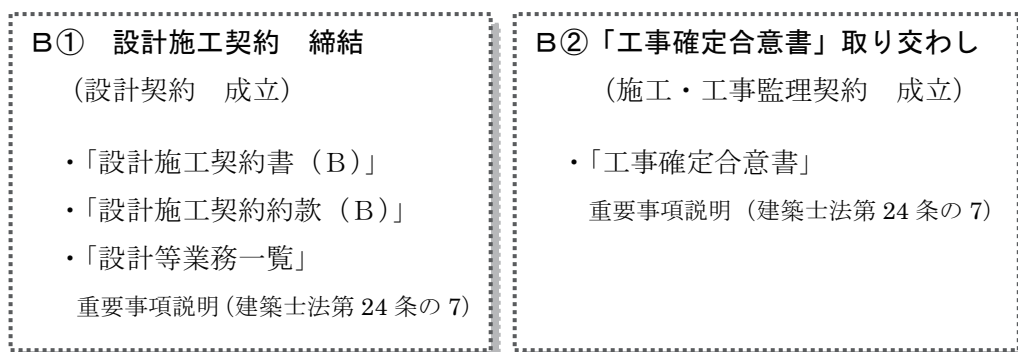 B① 設計施工契約 締結
(設計契約 成立)
・「設計施工契約書(B)」
・「設計施工契約約款(B)」
・「設計等業務一覧」
重要事項説明(建築士法第 24 条の 7)
B②「工事確定合意書」取り交わし
(施工・工事監理契約 成立)
・「工事確定合意書」
重要事項説明(建築士法第 24 条の 7)